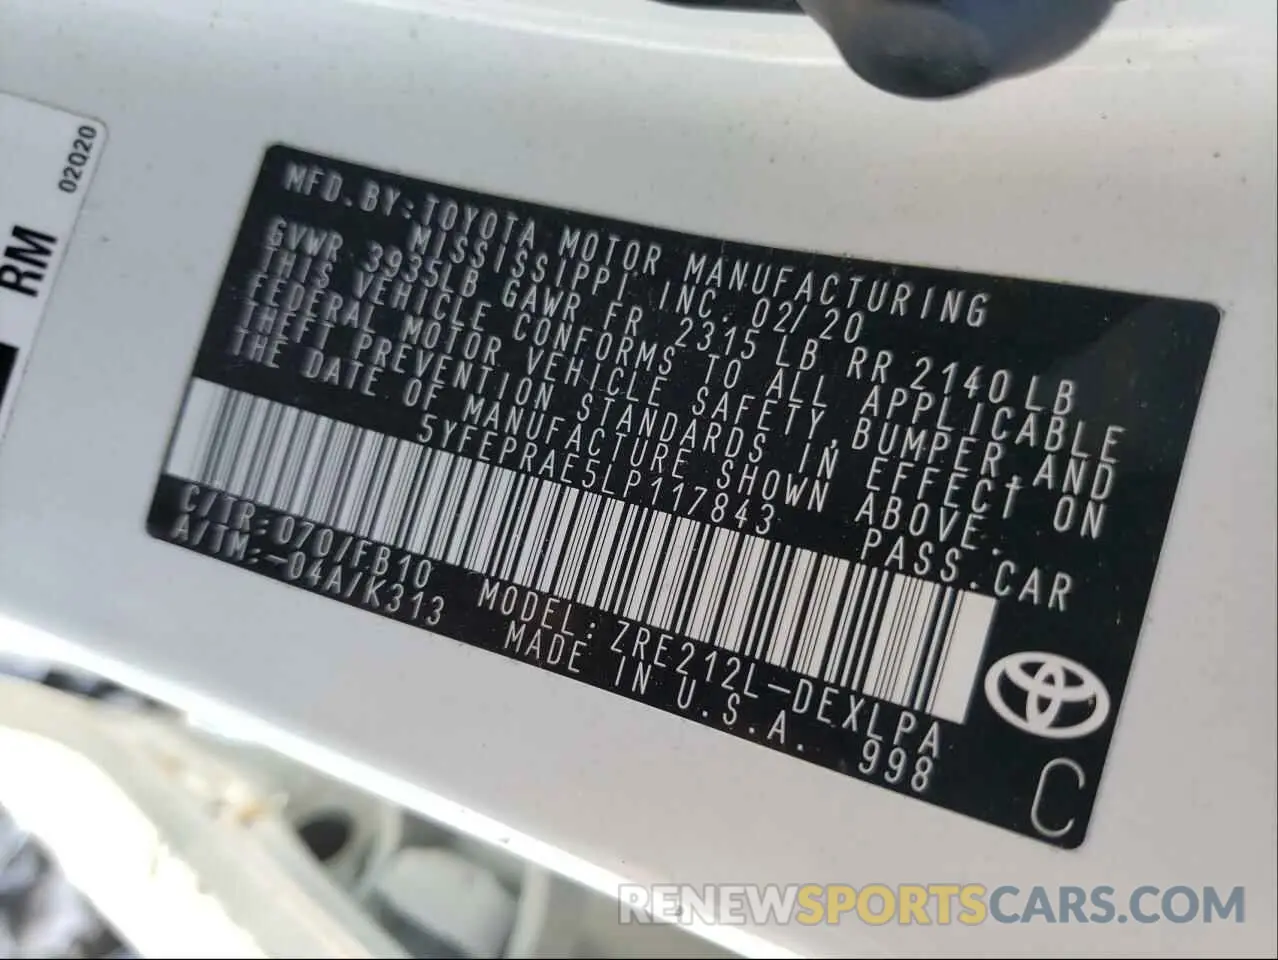 02Q20
RM
MFD. BY: TOYOTA MOTOR MANUFACTURING
MISSISSIPPI, INC. 02/20
GVWR 3935LB GAWR FR 2315 LB RR 2140 LB
THIS VEHICLE CONFORMS TO ALL APPLICABLE
FEDERAL MOTOR VEHICLE SAFETY, BUMPER, AND
THEFT PREVENTION STANDARDS IN EFFECT ON
THE DATE OF MANUFACTURE SHOWN ABOVE.
5YFEPRAE5LP117843 PASS. CAR
C/TR: 070/FB10 MODEL: ZRE212L-DEXLPA
A/TM: -04A/K313 MADE IN U.S.A. 998
C
RENEWSPORTSCARS.COM